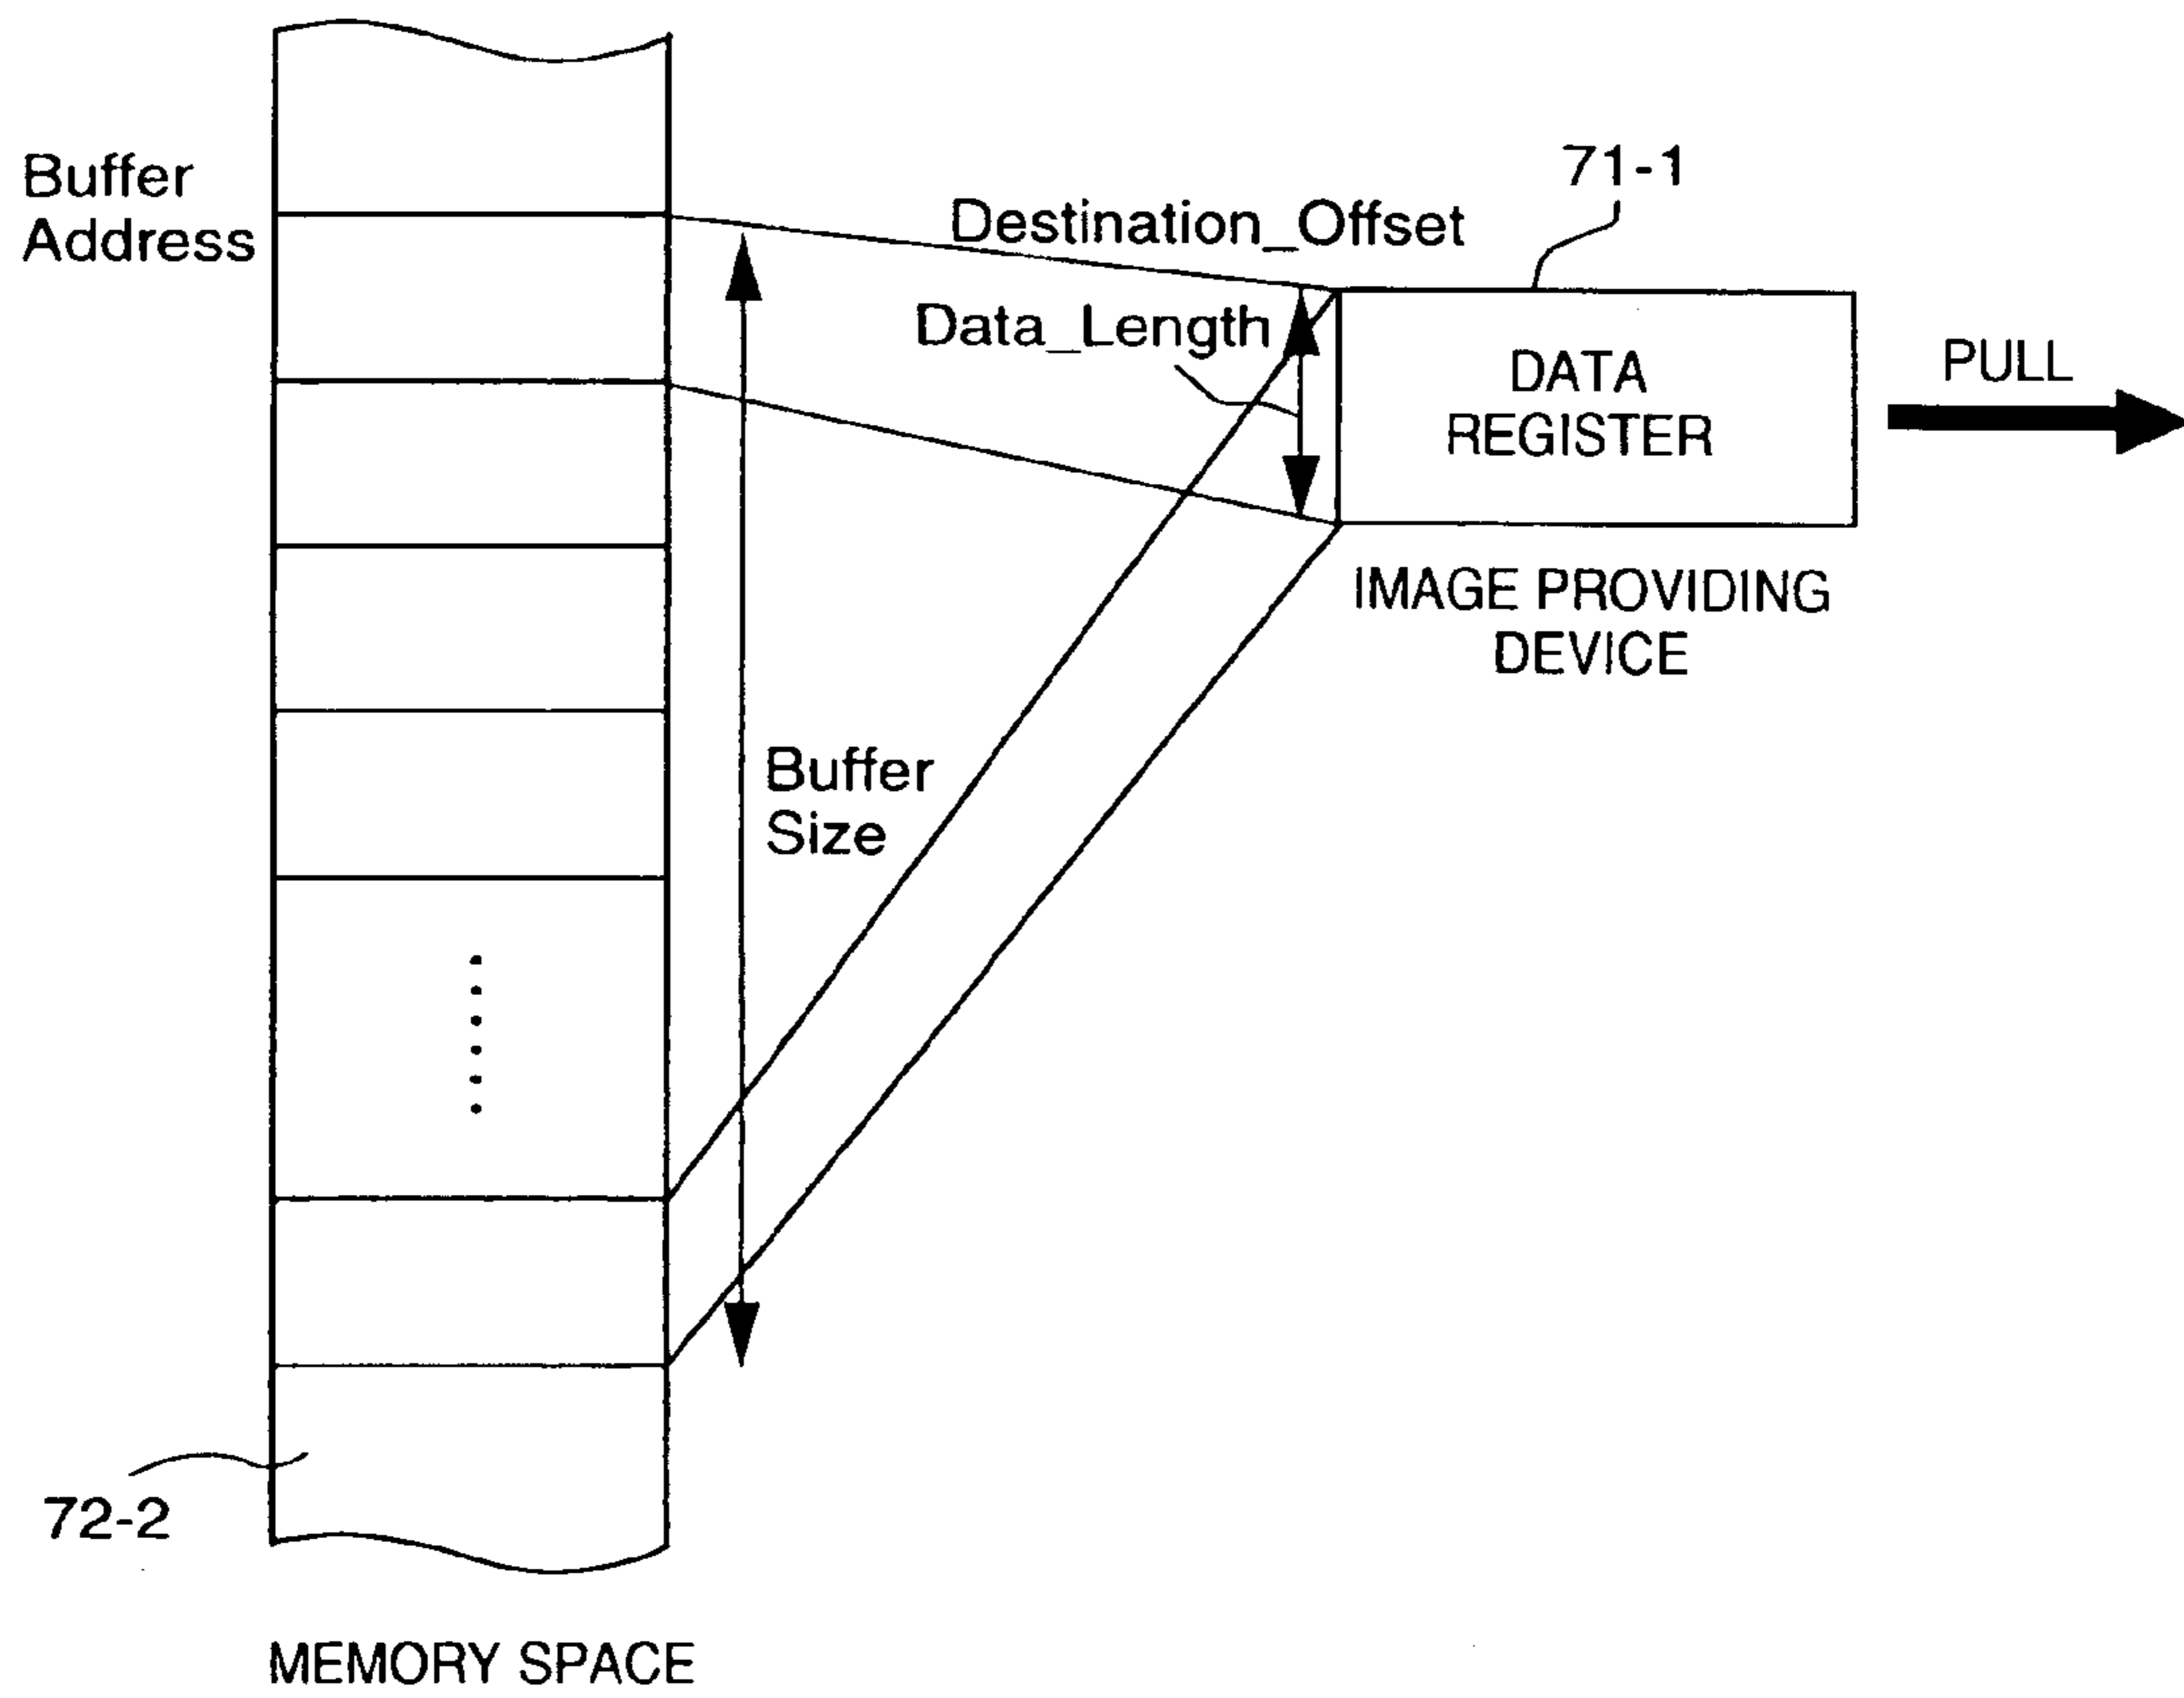 Buffer
Address
Destination_Offset
71-1
Data_Length
DATA
REGISTER
PULL
IMAGE PROVIDING
DEVICE
Buffer
Size
72-2
MEMORY SPACE